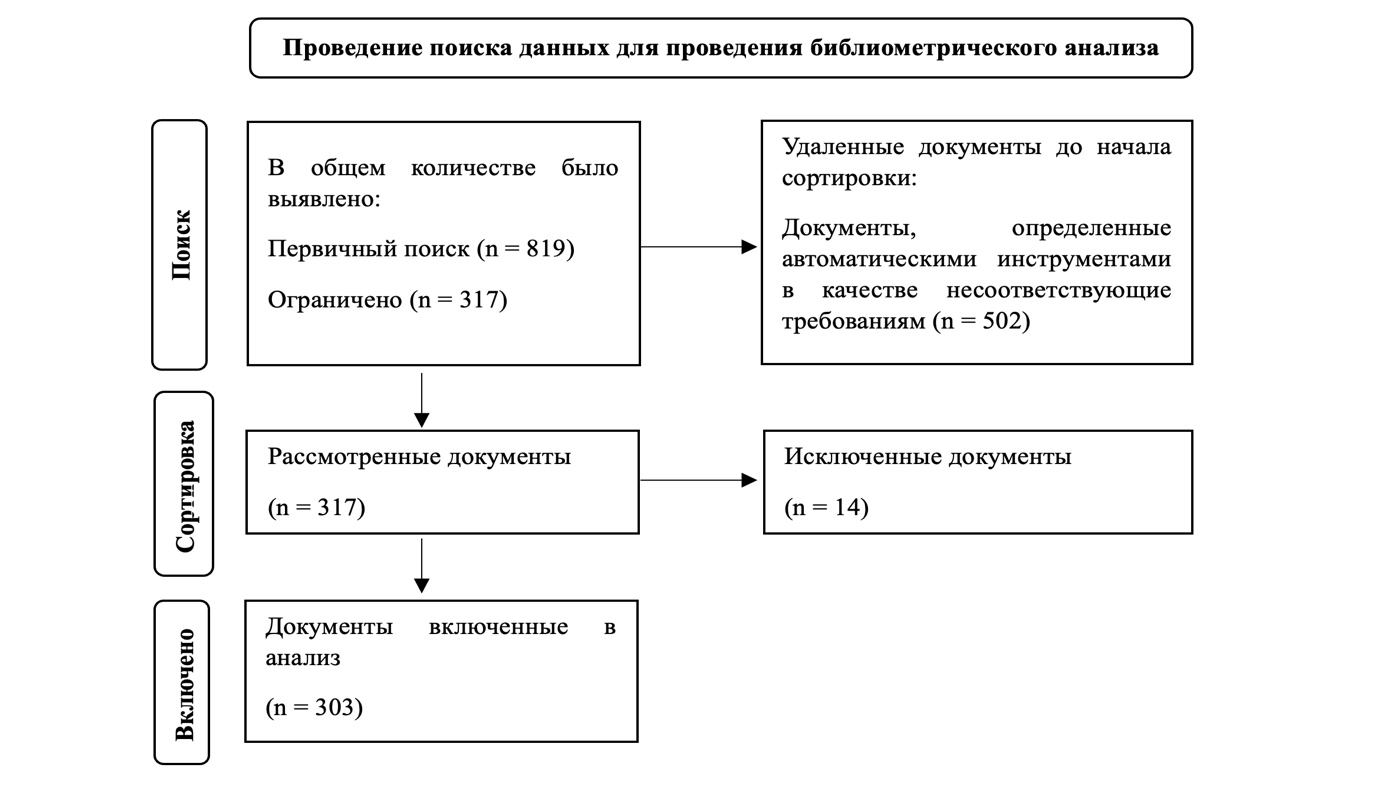 Проведение поиска данных для проведения библиометрического анализа
Поиск
В общем количестве было
выявлено:
Первичный поиск (n = 819)
Ограничено (n = 317)
Удаленные документы до начала
сортировки:
Документы, определенные
автоматическими инструментами
в качестве несоответствующие
требованиям (n = 502)
Сортировка
Рассмотренные документы
(n = 317)
Исключенные документы
(n = 14)
Включено
Документы включенные в
анализ
(n = 303)